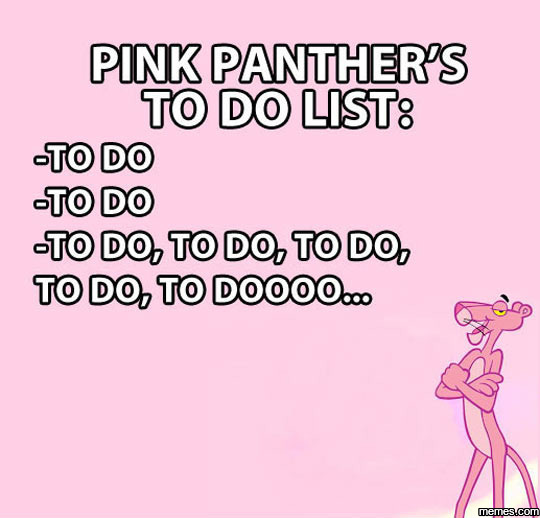 PINK PANTHER'S
TO DO LIST:
-TO DO
-TO DO
-TO DO, TO DO, TO DO,
TO DO, TO DOOOO...
memes.com